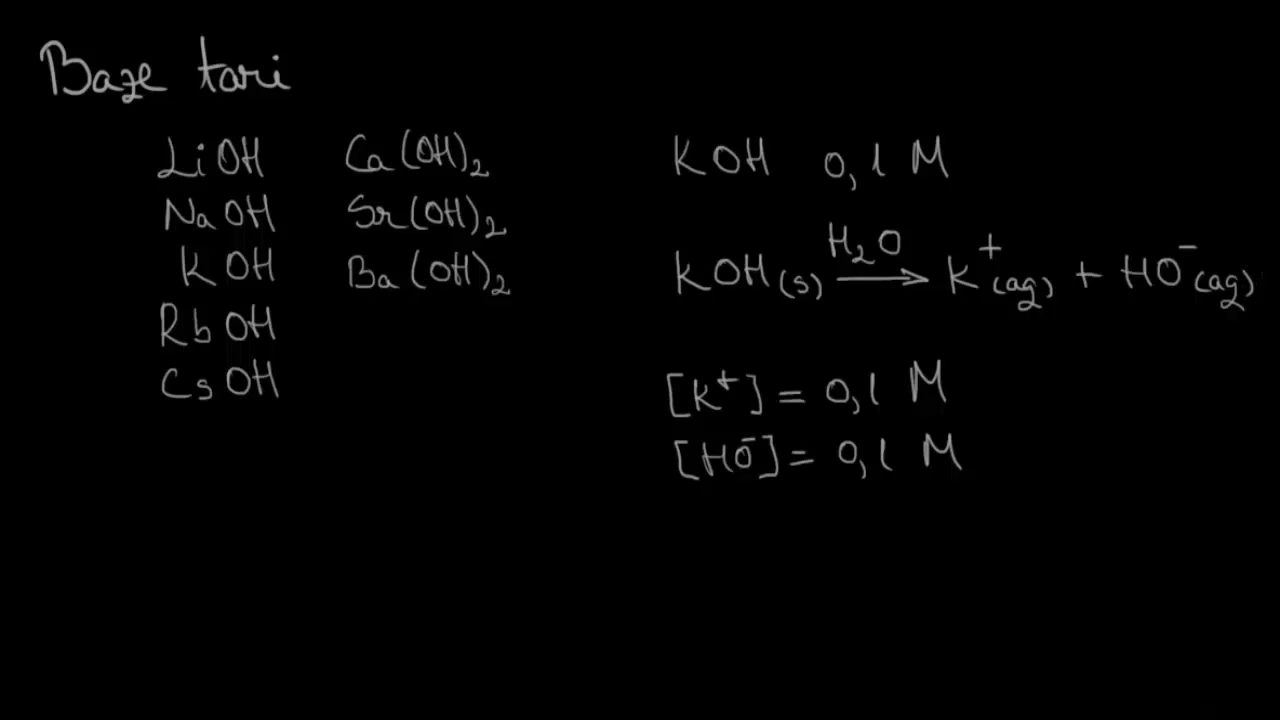 Baze tari
LiOH
NaOH
KOH
RbOH
CsOH
Ca(OH)₂
Sr(OH)₂
Ba(OH)₂
KOH 0,1 M
KOH(s) —H₂O→ K⁺(aq) + HO⁻(aq)
[K⁺] = 0,1 M
[HO⁻] = 0,1 M